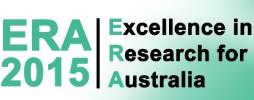 ERA
2015
Excellence in
Research for
Australia